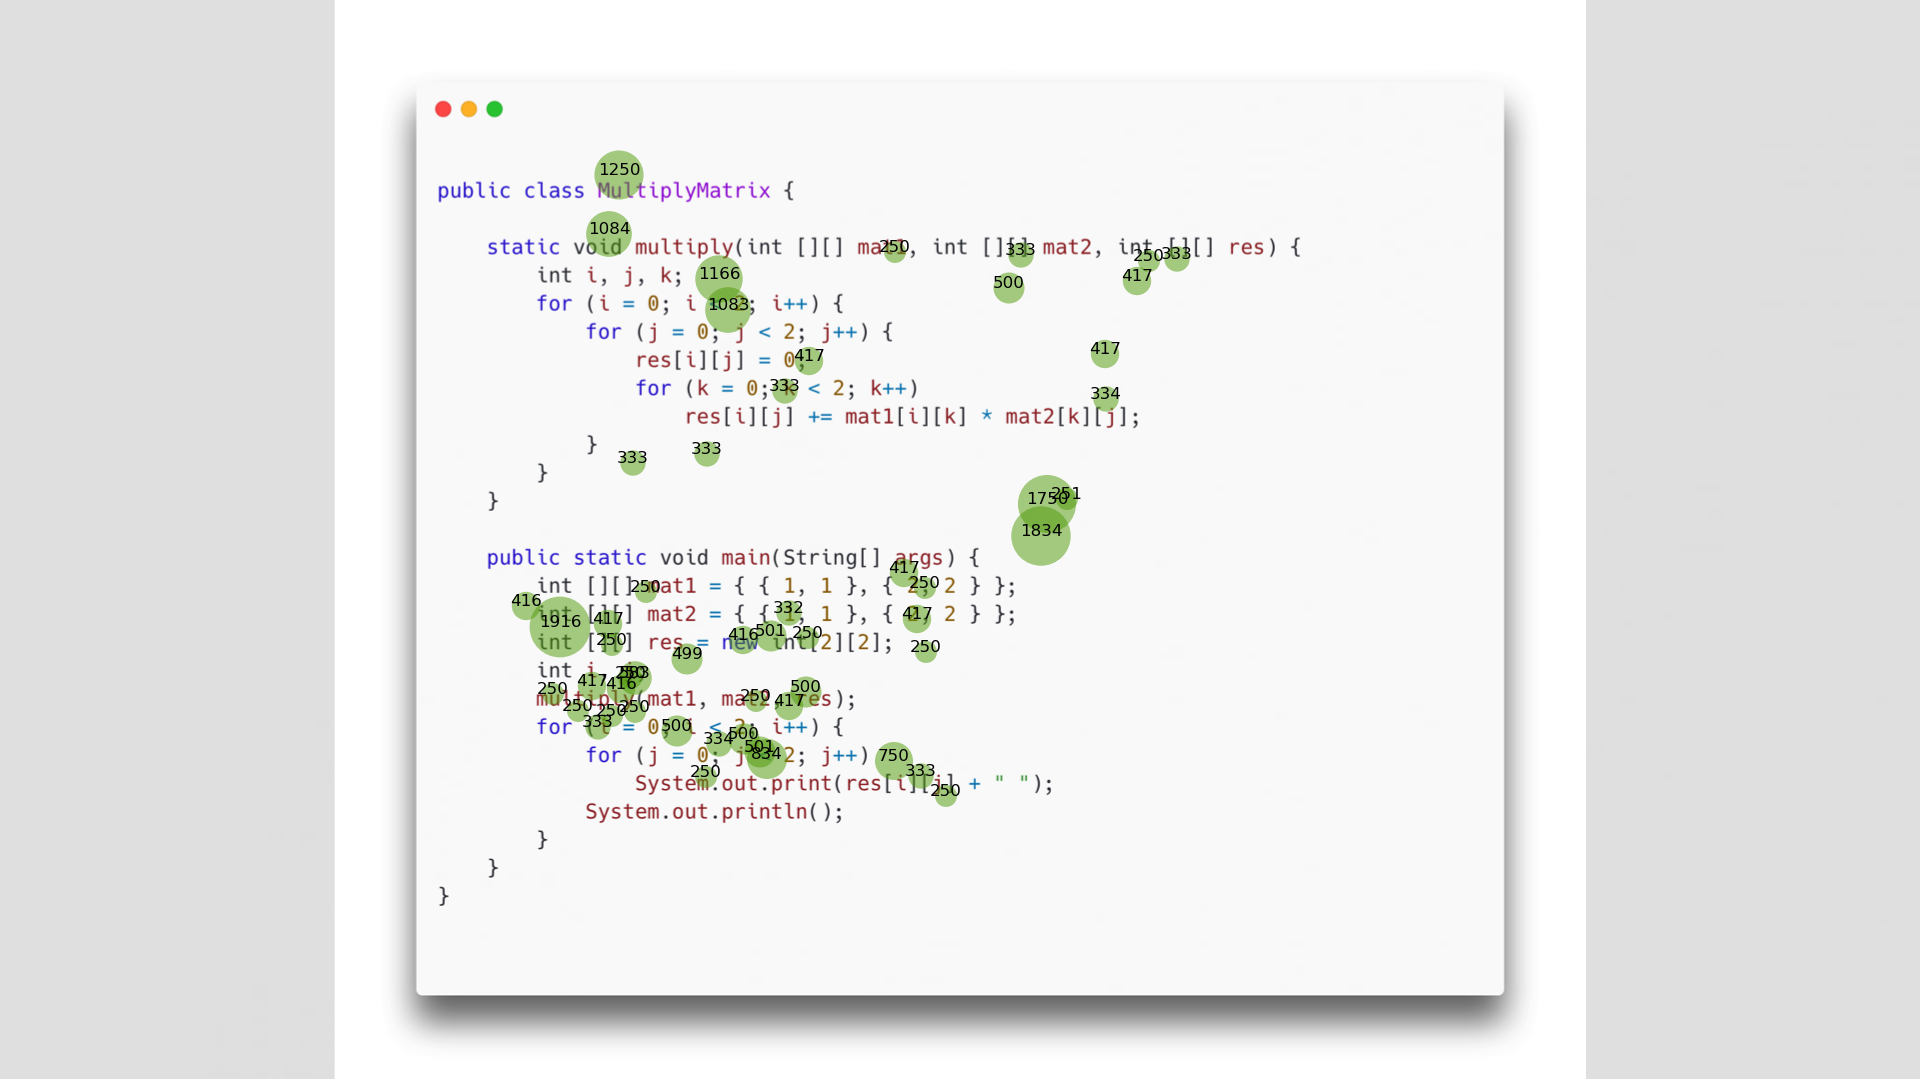 1250
public class MultiplyMatrix {
1084
static void multiply(int [][] mat1, int [][] mat2, int [][] res) {
250 333 250 333
int i, j, k;
1166 500 417
for (i = 0; i < 2; i++) {
1083
for (j = 0; j < 2; j++) {
417
res[i][j] = 0;
417
for (k = 0; k < 2; k++)
333 334
res[i][j] += mat1[i][k] * mat2[k][j];
}
333 333
}
}
1750 251
1834
public static void main(String[] args) {
417
int [][] mat1 = { { 1, 1 }, { 2, 2 } };
250 250
416 332
int [][] mat2 = { { 1, 1 }, { 2, 2 } };
1916 417 417
int [][] res = new int[2][2];
250 416 501 250 250
499
int i, j;
250 583
417 416 250 500
multiply(mat1, mat2, res);
250 417
250 250 250
for (i = 0; i < 2; i++) {
333 500 334 500
for (j = 0; j < 2; j++)
501 834 750
250 333
System.out.print(res[i][j] + " ");
250
System.out.println();
}
}
}